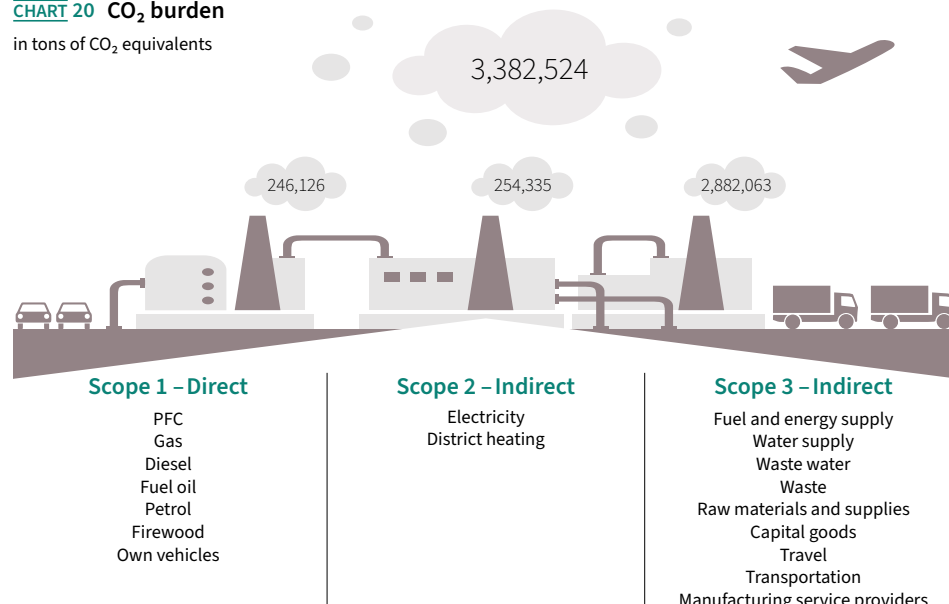 CHART 20 CO₂ burden
in tons of CO₂ equivalents
3,382,524
246,126
254,335
2,882,063
Scope 1 – Direct
PFC
Gas
Diesel
Fuel oil
Petrol
Firewood
Own vehicles
Scope 2 – Indirect
Electricity
District heating
Scope 3 – Indirect
Fuel and energy supply
Water supply
Waste water
Waste
Raw materials and supplies
Capital goods
Travel
Transportation
Manufacturing service providers